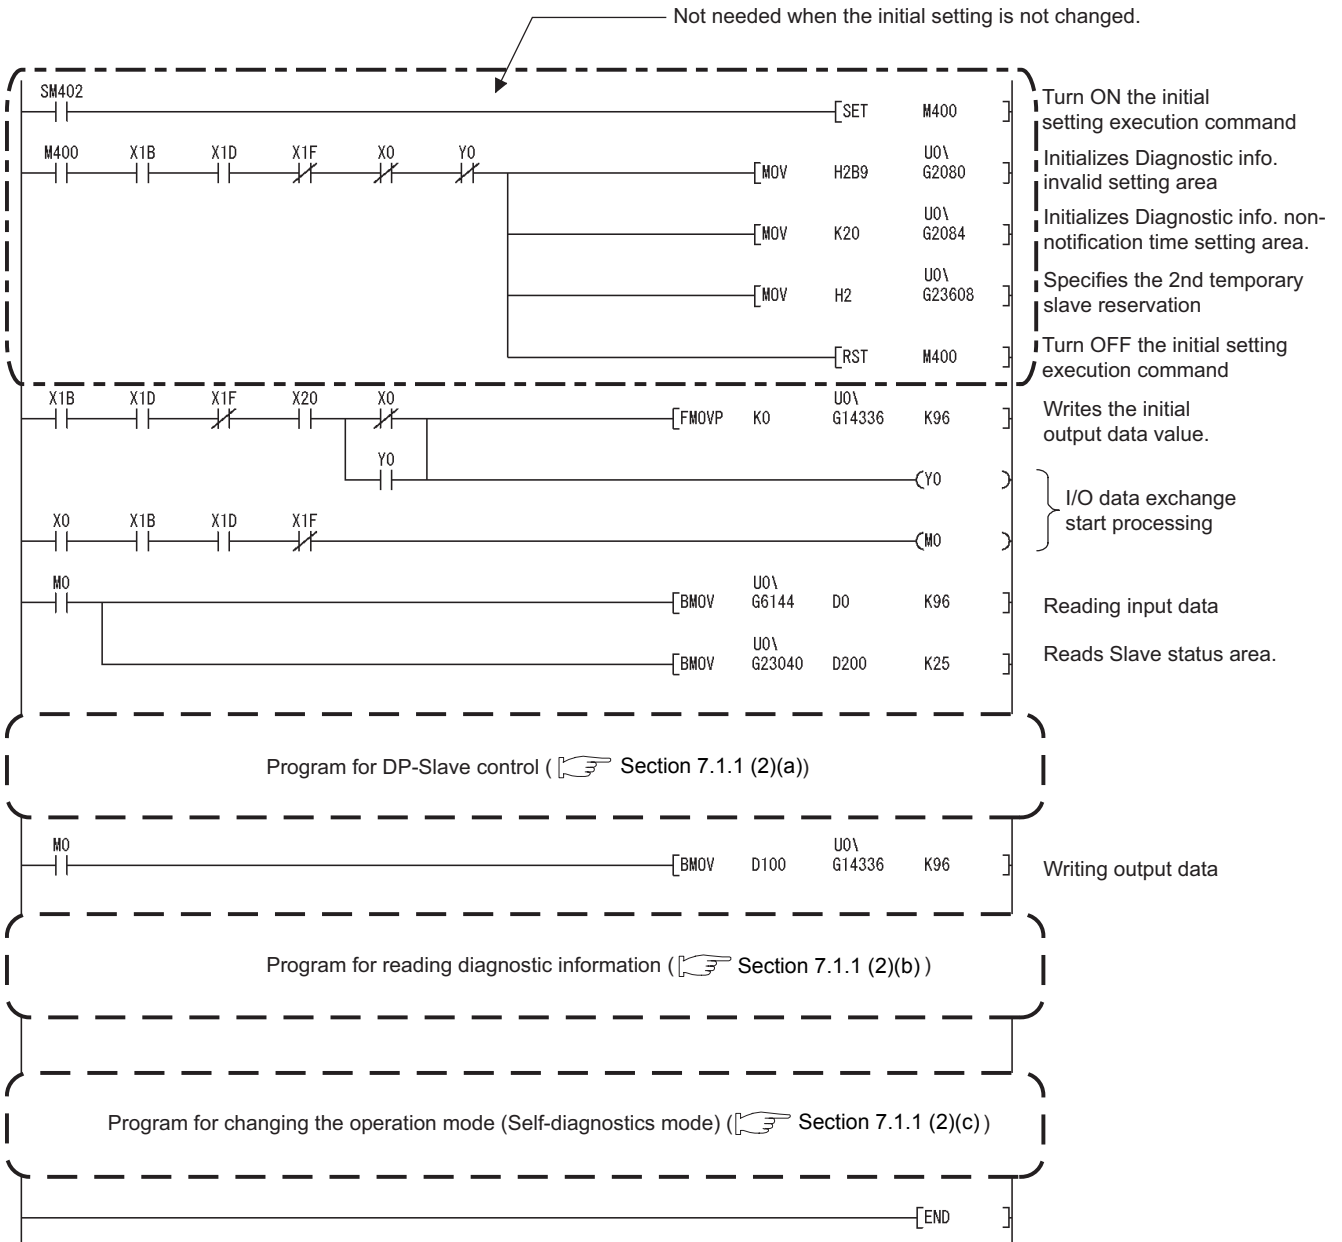 Not needed when the initial setting is not changed.
SM402
[SET M400 ]
Turn ON the initial
setting execution command
M400 X1B X1D X1F X0 Y0
[MOV H2B9 U0\
G2080 ]
Initializes Diagnostic info.
invalid setting area
[MOV K20 U0\
G2084 ]
Initializes Diagnostic info. non-
notification time setting area.
[MOV H2 U0\
G23608 ]
Specifies the 2nd temporary
slave reservation
[RST M400 ]
Turn OFF the initial setting
execution command
X1B X1D X1F X20 X0
[FMOVP K0 U0\
G14336 K96 ]
Writes the initial
output data value.
Y0
(Y0 )
I/O data exchange
start processing
X0 X1B X1D X1F
(M0 )
M0
[BMOV U0\
G6144 D0 K96 ]
Reading input data
[BMOV U0\
G23040 D200 K25 ]
Reads Slave status area.
Program for DP-Slave control ( Section 7.1.1 (2)(a))
M0
[BMOV D100 U0\
G14336 K96 ]
Writing output data
Program for reading diagnostic information ( Section 7.1.1 (2)(b) )
Program for changing the operation mode (Self-diagnostics mode) ( Section 7.1.1 (2)(c) )
[END ]